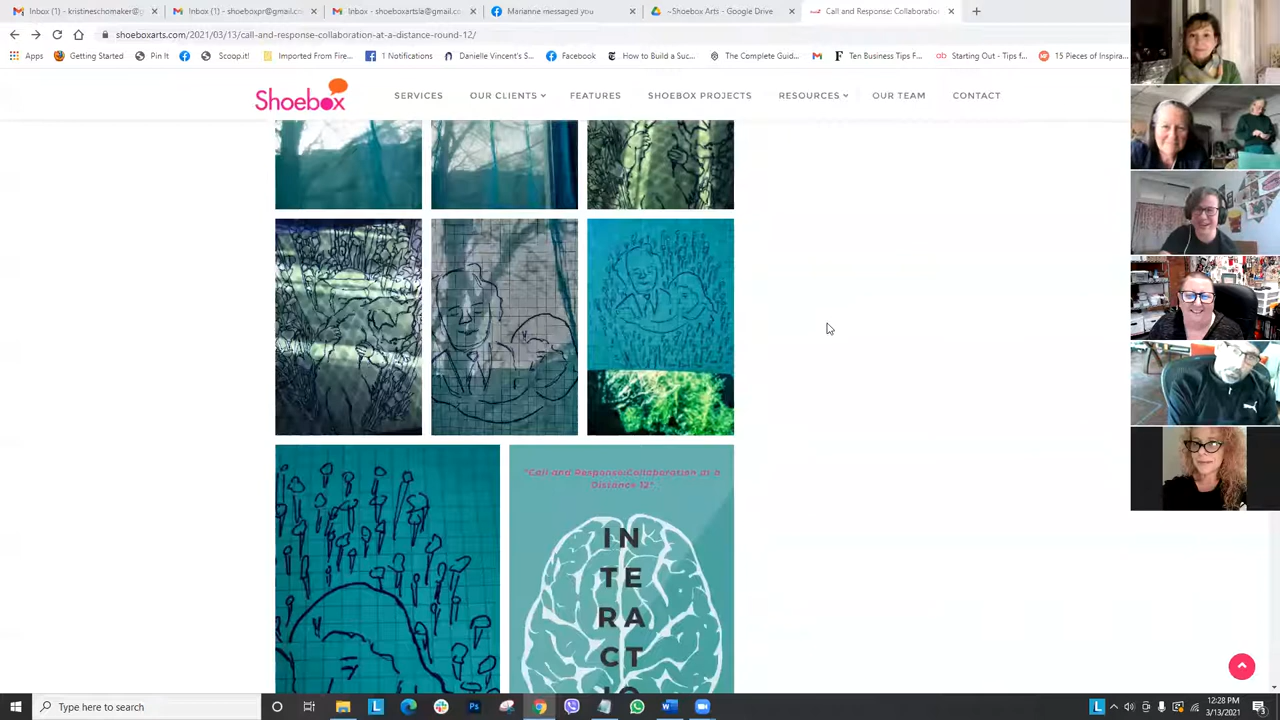 Inbox (1) - kristineschomaker@g
Inbox (1) - shoeboxpr@gmail.co
Inbox - shoeboxartsla@gmail.co
Marianne messaged you
~Shoebox Arts - Google Drive
Call and Response: Collaboratio
shoeboxarts.com/2021/03/13/call-and-response-collaboration-at-a-distance-round-12/
Apps
Getting Started
Pin It
Scoop.it!
Imported From Fire...
1 Notifications
Danielle Vincent's S...
Facebook
How to Build a Suc...
The Complete Guid...
Ten Business Tips F...
Starting Out - Tips f...
15 Pieces of Inspira...
Shoebox
SERVICES
OUR CLIENTS
FEATURES
SHOEBOX PROJECTS
RESOURCES
OUR TEAM
CONTACT
"Call and Response:Collaboration at a
Distance 12"
IN
TE
RA
CT
Type here to search
12:28 PM
3/13/2021